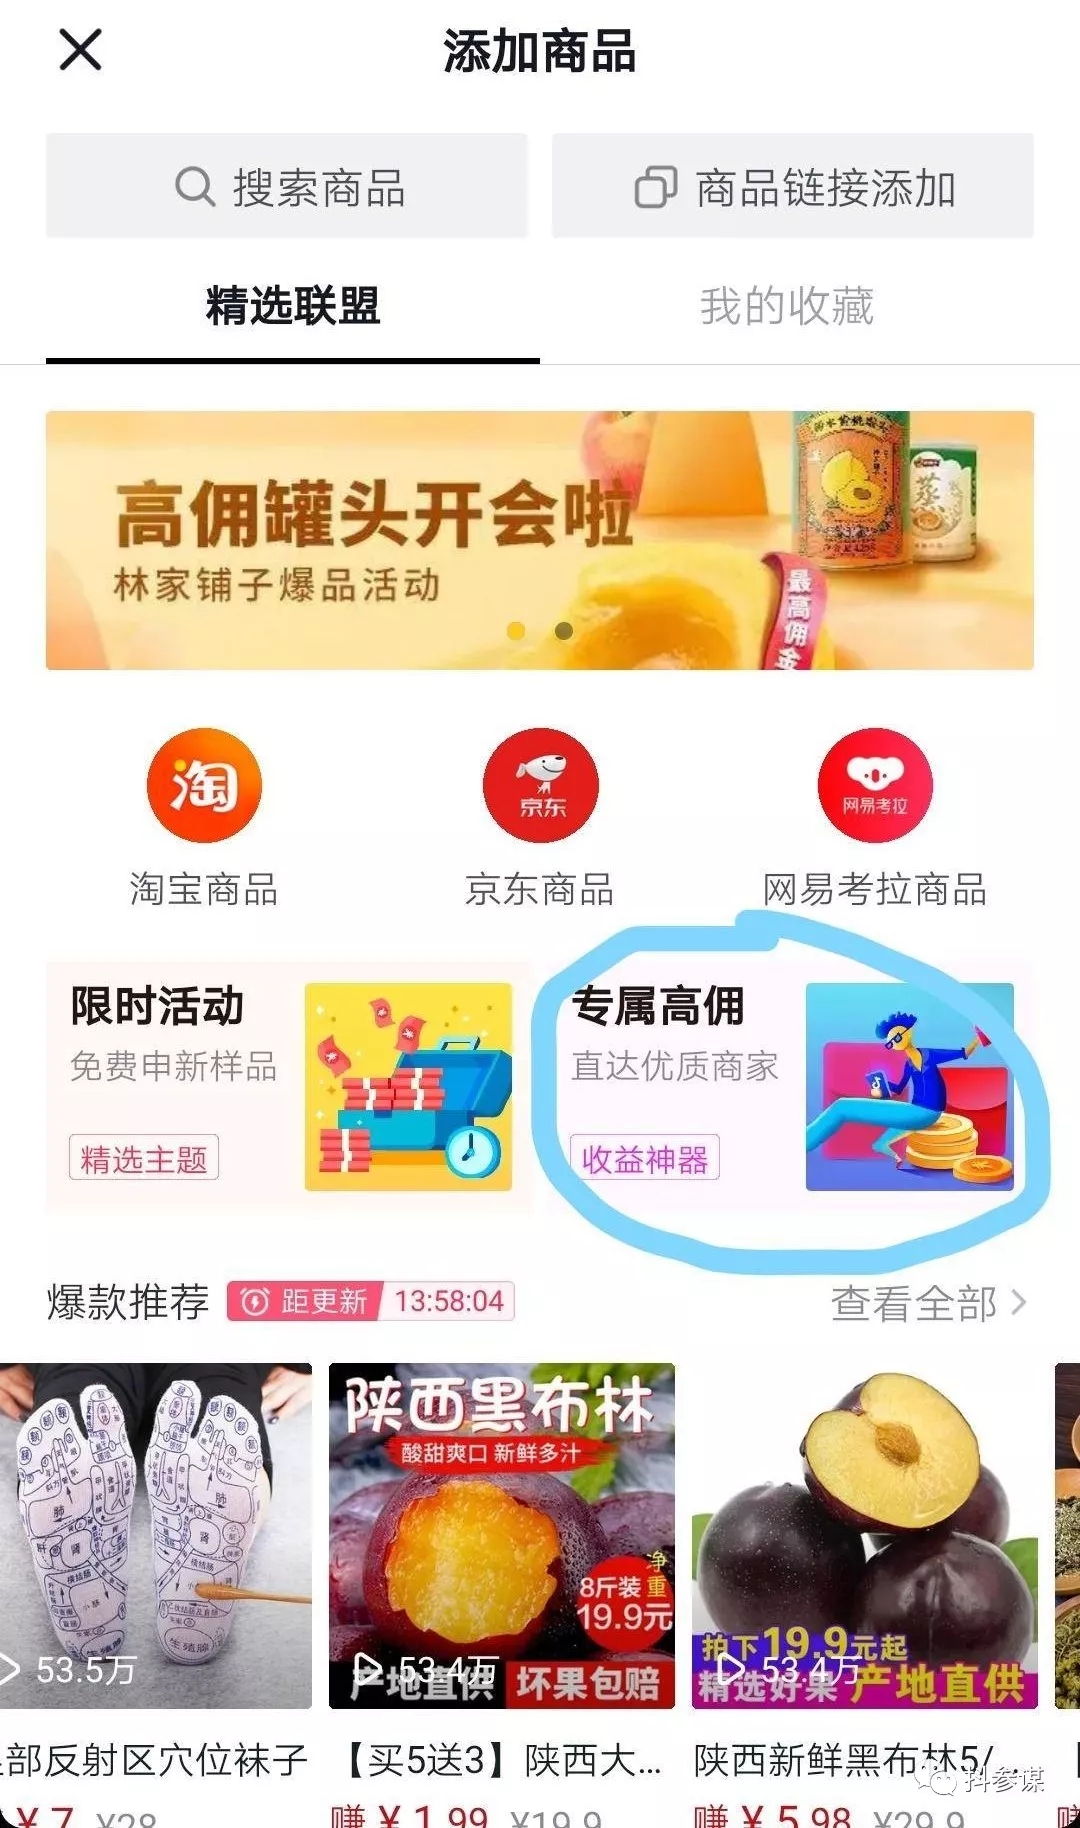 添加商品
搜索商品
商品链接添加
精选联盟
我的收藏
高佣罐头开会啦
林家铺子爆品活动
最高佣金
淘
京东
网易考拉
淘宝商品
京东商品
网易考拉商品
限时活动
免费申新样品
精选主题
专属高佣
直达优质商家
收益神器
爆款推荐
距更新 13:58:04
查看全部
陕西黑布林
酸甜爽口 新鲜多汁
净重
8斤装
19.9元
产地直供
坏果包赔
拍下19.9元起
精选好果 产地直供
53.5万
53.4万
53.4万
部反射区穴位袜子
【买5送3】陕西大...
陕西新鲜黑布林5/...
¥7 ¥28
赚¥1.99 ¥19.9
赚¥5.98 ¥29.9
抖参谋